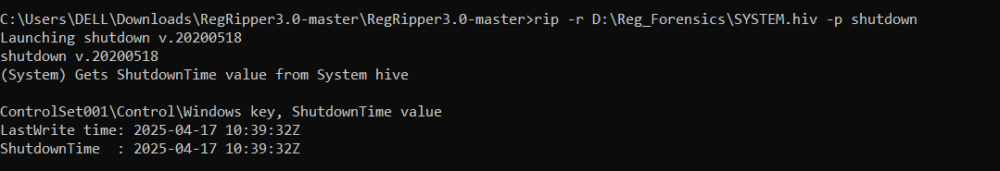 C:\Users\DELL\Downloads\RegRipper3.0-master\RegRipper3.0-master>rip -r D:\Reg_Forensics\SYSTEM.hiv -p shutdown
Launching shutdown v.20200518
shutdown v.20200518
(System) Gets ShutdownTime value from System hive
ControlSet001\Control\Windows key, ShutdownTime value
LastWrite time: 2025-04-17 10:39:32Z
ShutdownTime  : 2025-04-17 10:39:32Z